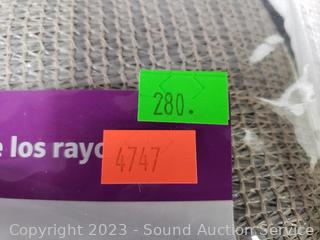 280.
e los rayo
4747
Copyright 2023 - Sound Auction Service